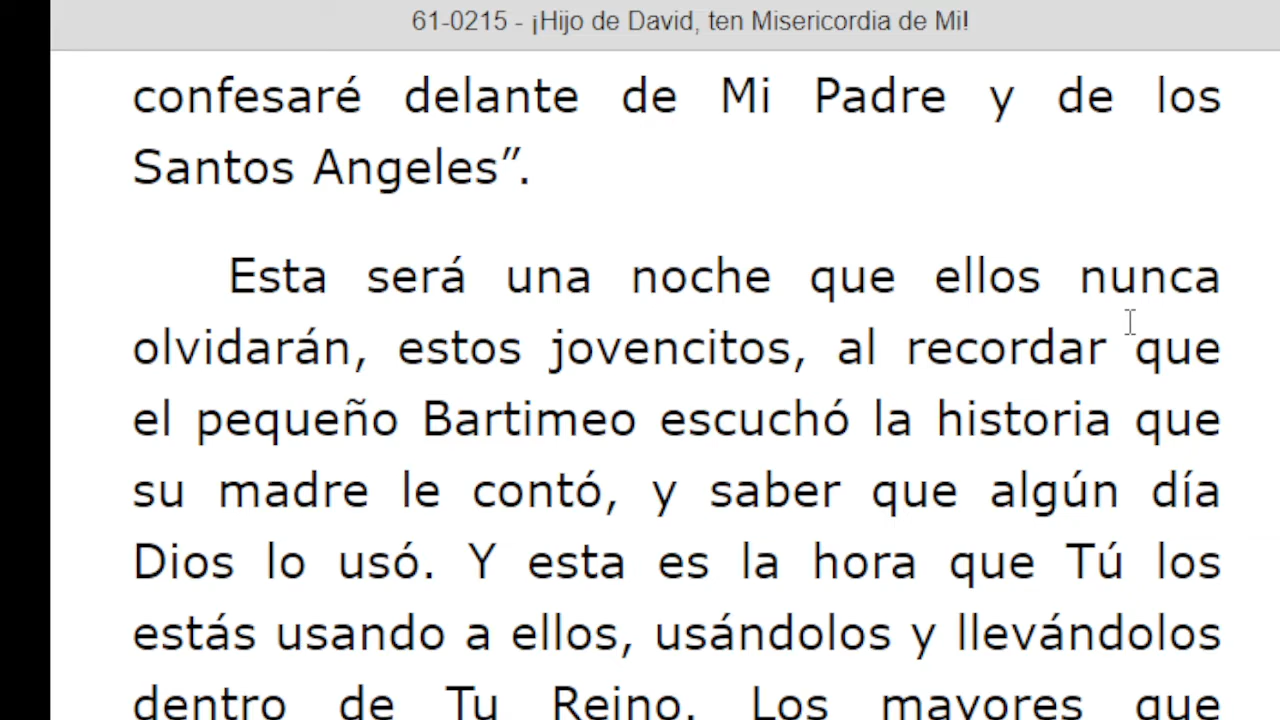 61-0215 - ¡Hijo de David, ten Misericordia de Mi!
confesaré delante de Mi Padre y de los
Santos Angeles”.
Esta será una noche que ellos nunca
olvidarán, estos jovencitos, al recordar que
el pequeño Bartimeo escuchó la historia que
su madre le contó, y saber que algún día
Dios lo usó. Y esta es la hora que Tú los
estás usando a ellos, usándolos y llevándolos
dentro de Tu Reino. Los mayores que